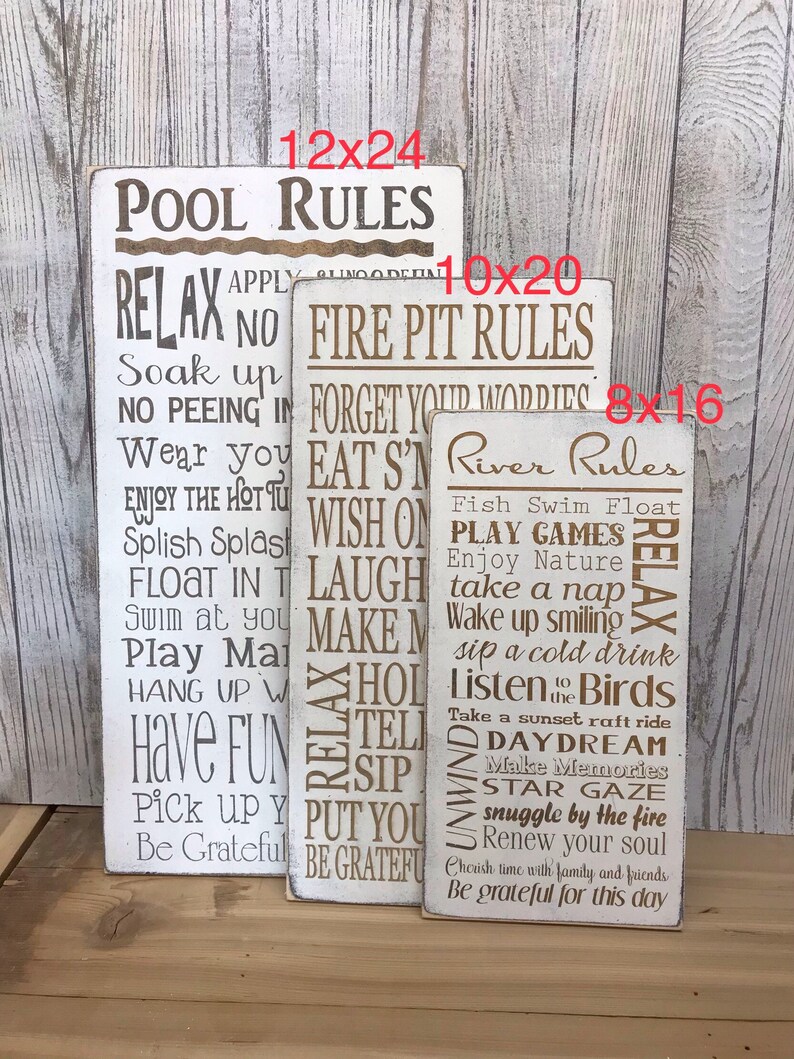 12x24
POOL RULES
RELAX APPLY SUNSCREEN
NO
Soak up
NO PEEING IN
Wear you
ENJOY THE HOT TU
Splish Splash
FLOAT IN T
Swim at you
Play Mar
HANG UP W
HAVE FUN
Pick up Y
Be Grateful
10x20
FIRE PIT RULES
FORGET YOUR WORRIES
EAT S'M
WISH ON
LAUGH
MAKE M
RELAX
HOL
TELL
SIP
PUT YOU
BE GRATEFU
8x16
River Rules
Fish Swim Float
PLAY GAMES
Enjoy Nature
RELAX
take a nap
Wake up smiling
sip a cold drink
Listen to the Birds
Take a sunset raft ride
UNWIND
DAYDREAM
Make Memories
STAR GAZE
snuggle by the fire
Renew your soul
Cherish time with family and friends
Be grateful for this day